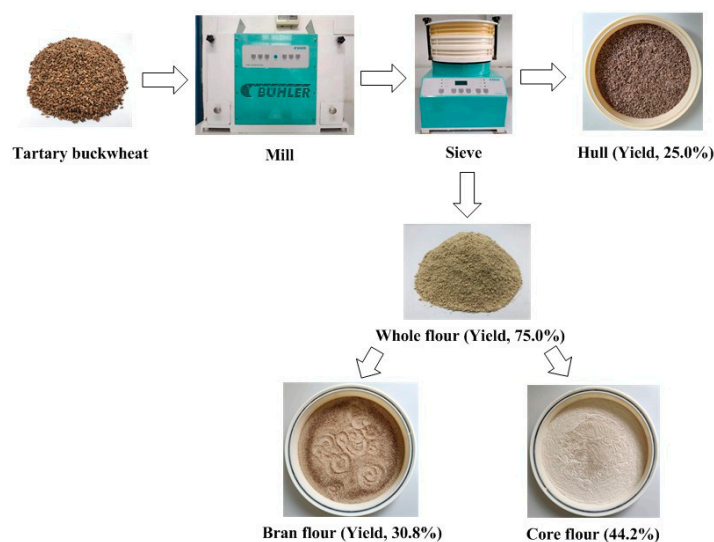 BÜHLER
Tartary buckwheat
Mill
Sieve
Hull (Yield, 25.0%)
Whole flour (Yield, 75.0%)
Bran flour (Yield, 30.8%)
Core flour (44.2%)